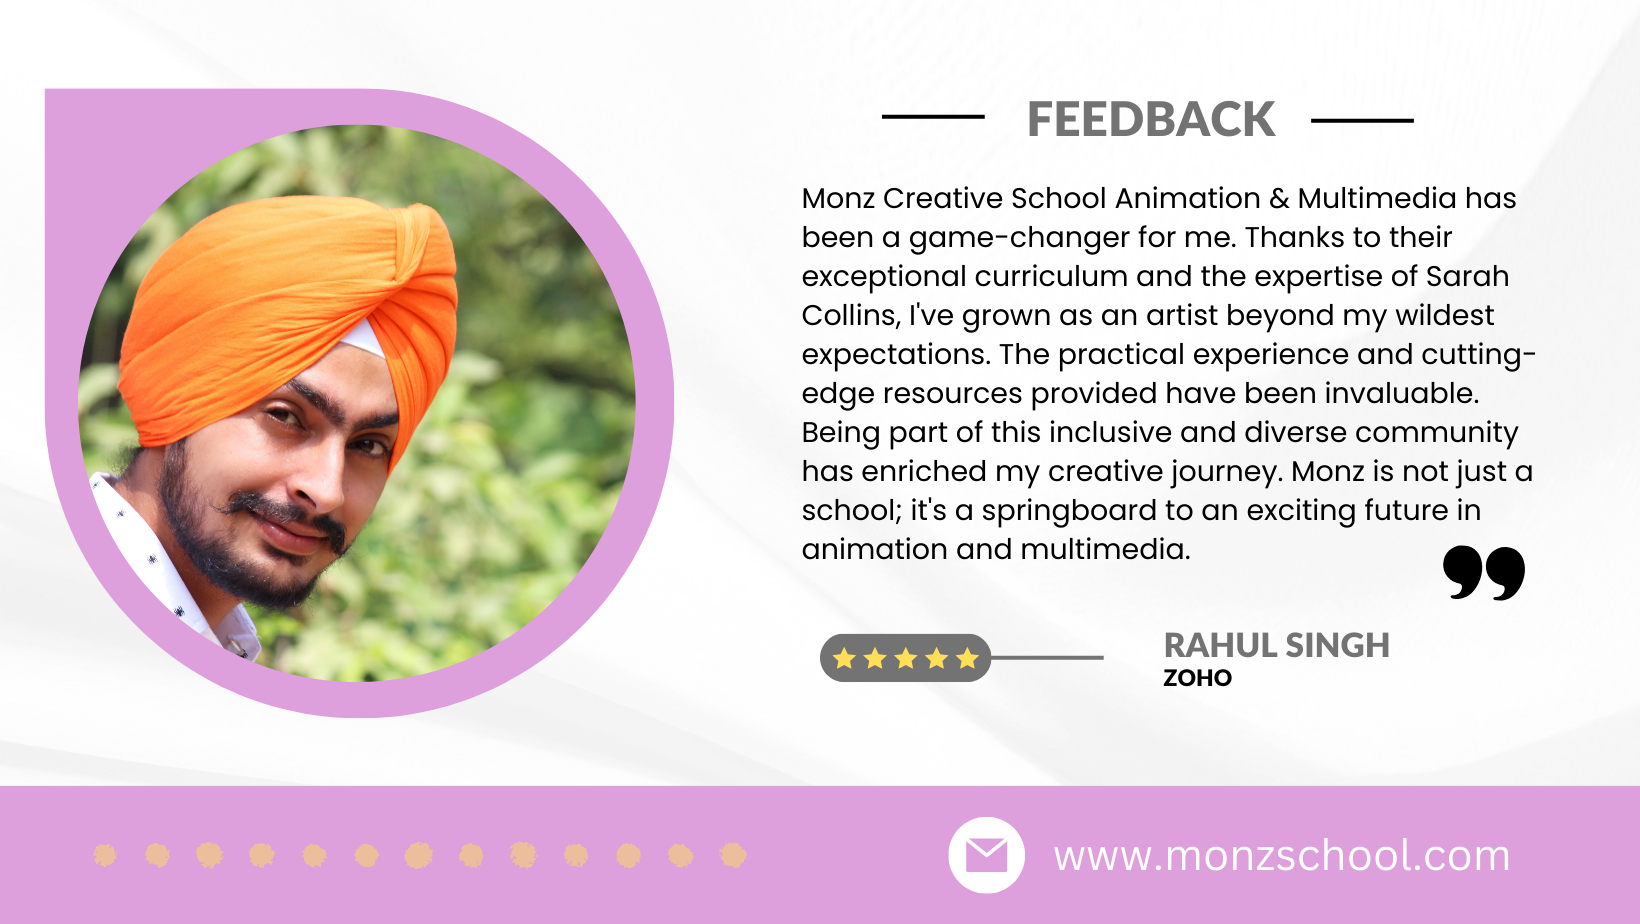 FEEDBACK
Monz Creative School Animation & Multimedia has
been a game-changer for me. Thanks to their
exceptional curriculum and the expertise of Sarah
Collins, I've grown as an artist beyond my wildest
expectations. The practical experience and cutting-
edge resources provided have been invaluable.
Being part of this inclusive and diverse community
has enriched my creative journey. Monz is not just a
school; it's a springboard to an exciting future in
animation and multimedia.
”
RAHUL SINGH
ZOHO
www.monzschool.com